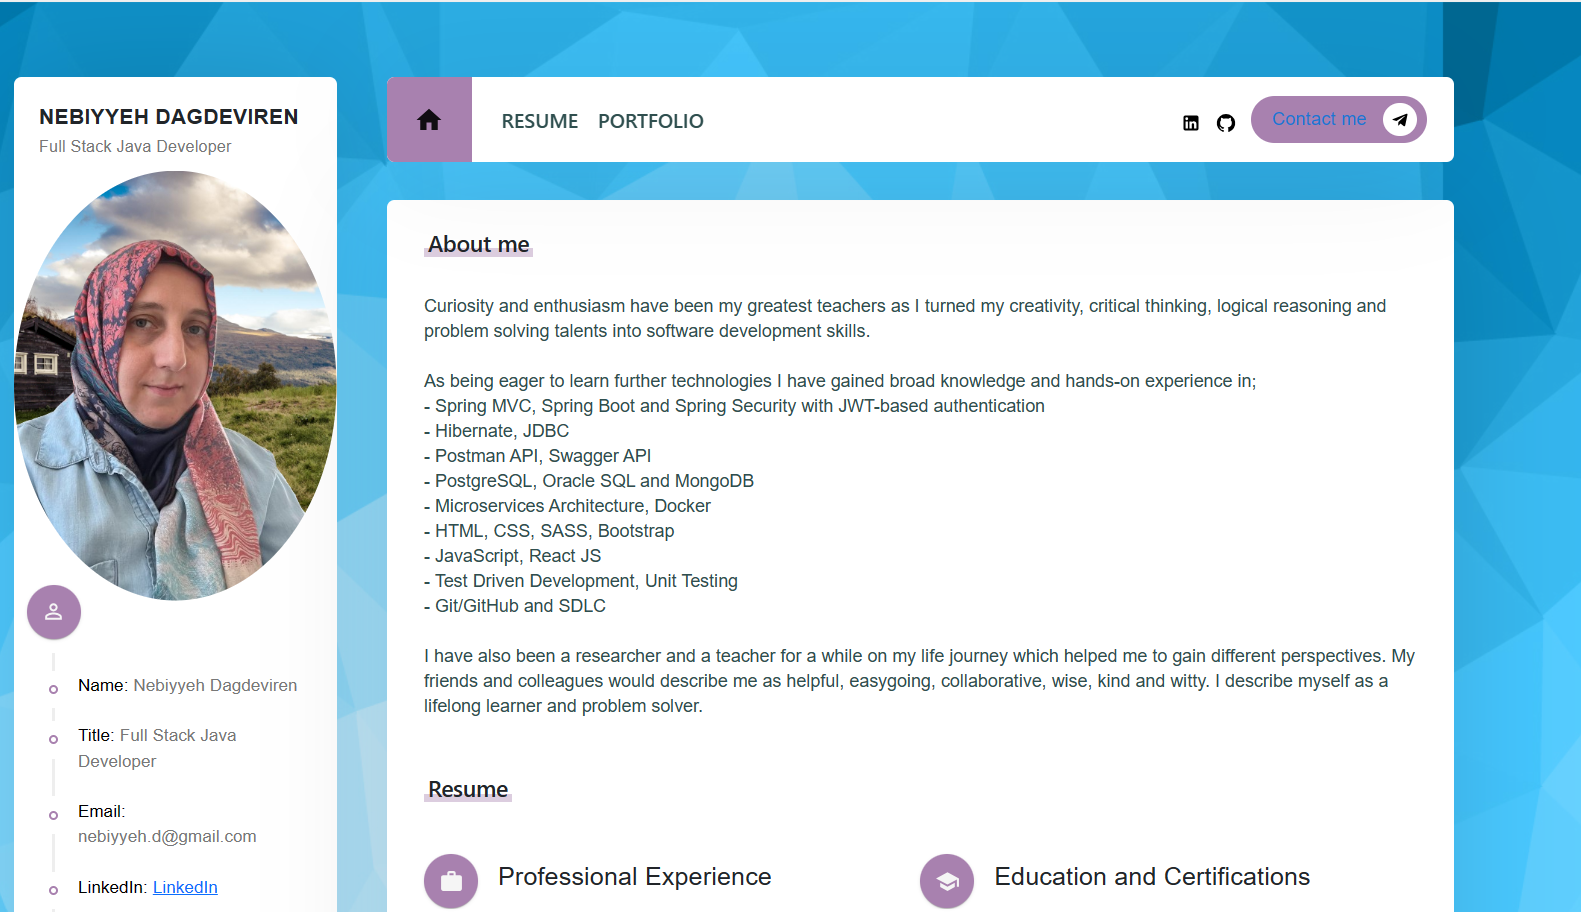 NEBIYYEH DAGDEVIREN
Full Stack Java Developer
Name: Nebiyyeh Dagdeviren
Title: Full Stack Java
Developer
Email:
nebiyyeh.d@gmail.com
LinkedIn: LinkedIn
RESUME PORTFOLIO
Contact me
About me
Curiosity and enthusiasm have been my greatest teachers as I turned my creativity, critical thinking, logical reasoning and
problem solving talents into software development skills.
As being eager to learn further technologies I have gained broad knowledge and hands-on experience in;
- Spring MVC, Spring Boot and Spring Security with JWT-based authentication
- Hibernate, JDBC
- Postman API, Swagger API
- PostgreSQL, Oracle SQL and MongoDB
- Microservices Architecture, Docker
- HTML, CSS, SASS, Bootstrap
- JavaScript, React JS
- Test Driven Development, Unit Testing
- Git/GitHub and SDLC
I have also been a researcher and a teacher for a while on my life journey which helped me to gain different perspectives. My
friends and colleagues would describe me as helpful, easygoing, collaborative, wise, kind and witty. I describe myself as a
lifelong learner and problem solver.
Resume
Professional Experience
Education and Certifications